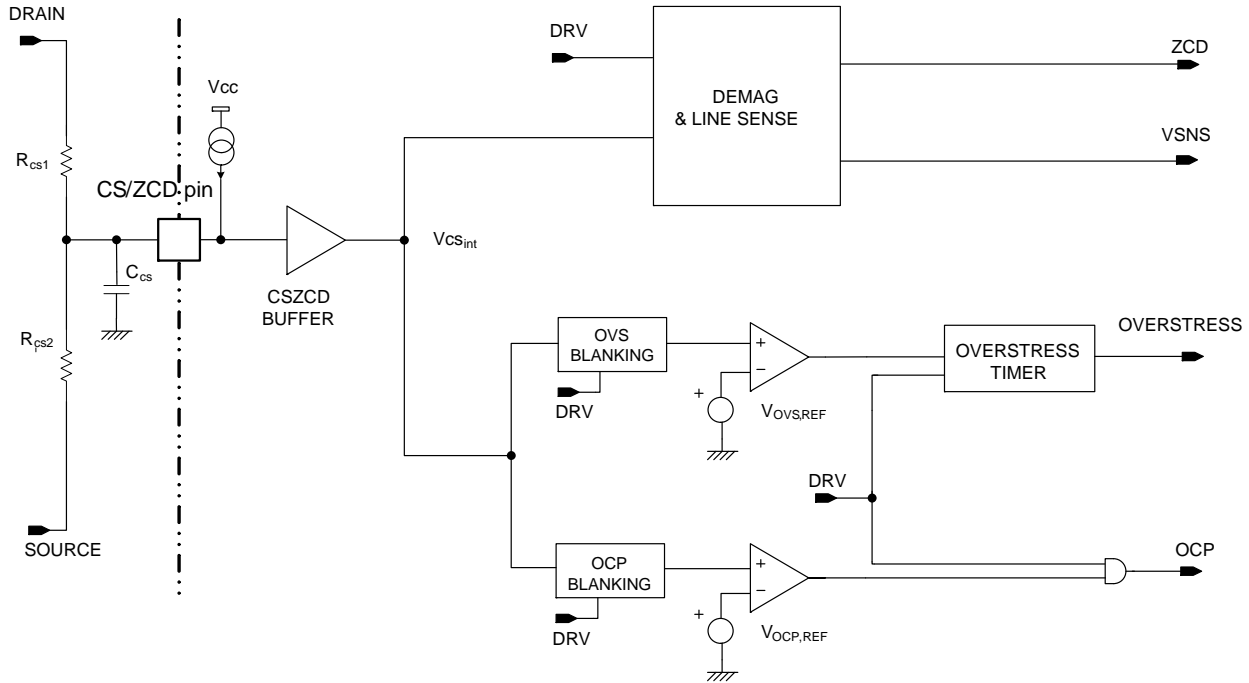 DRAIN
DRV
ZCD
Vcc
DEMAG
& LINE SENSE
VSNS
Rcs1
CS/ZCD pin
Ccs
Vcsint
CSZCD
BUFFER
Rcs2
OVS
BLANKING
+
−
OVERSTRESS
TIMER
OVERSTRESS
DRV
+
VOVS,REF
DRV
SOURCE
OCP
BLANKING
+
−
OCP
DRV
+
VOCP,REF